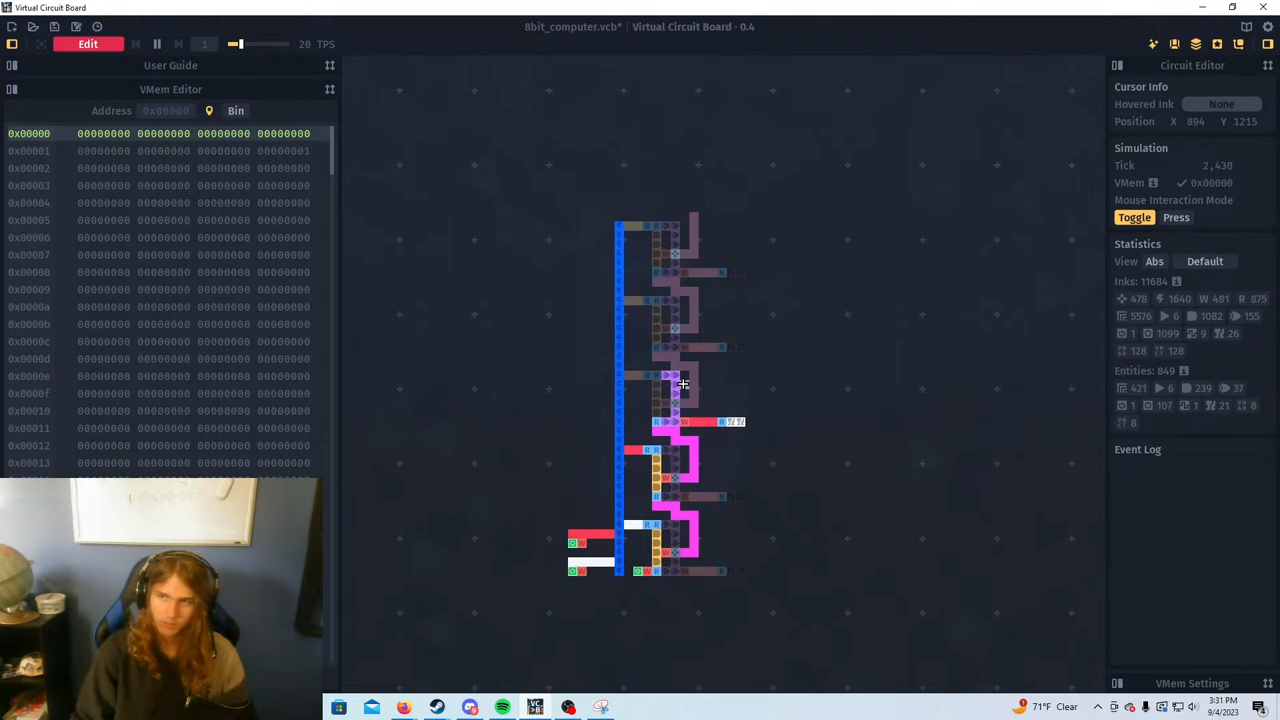 Virtual Circuit Board
8bit_computer.vcb* | Virtual Circuit Board - 0.4
Edit
1
20 TPS
User Guide
VMem Editor
Address 0x00000 Bin
0x00000 00000000 00000000 00000000 00000000
0x00001 00000000 00000000 00000000 00000001
0x00002 00000000 00000000 00000000 00000000
0x00003 00000000 00000000 00000000 00000000
0x00004 00000000 00000000 00000000 00000000
0x00005 00000000 00000000 00000000 00000000
0x00006 00000000 00000000 00000000 00000000
0x00007 00000000 00000000 00000000 00000000
0x00008 00000000 00000000 00000000 00000000
0x00009 00000000 00000000 00000000 00000000
0x0000a 00000000 00000000 00000000 00000000
0x0000b 00000000 00000000 00000000 00000000
0x0000c 00000000 00000000 00000000 00000000
0x0000d 00000000 00000000 00000000 00000000
0x0000e 00000000 00000000 00000000 00000000
0x0000f 00000000 00000000 00000000 00000000
0x00010 00000000 00000000 00000000 00000000
0x00011 00000000 00000000 00000000 00000000
0x00012 00000000 00000000 00000000 00000000
0x00013 00000000 00000000 00000000 00000000
Circuit Editor
Cursor Info
Hovered Ink None
Position X 894 Y 1215
Simulation
Tick 2,438
VMem 0x00000
Mouse Interaction Mode
Toggle Press
Statistics
View Abs Default
Inks: 11684
478 1640 W 481 R 875
5576 6 1082 155
1 1099 9 26
128 128
Entities: 849
421 6 239 37
1 107 1 21 8
8
Event Log
VMem Settings
71°F Clear
3:31 PM
9/4/2023